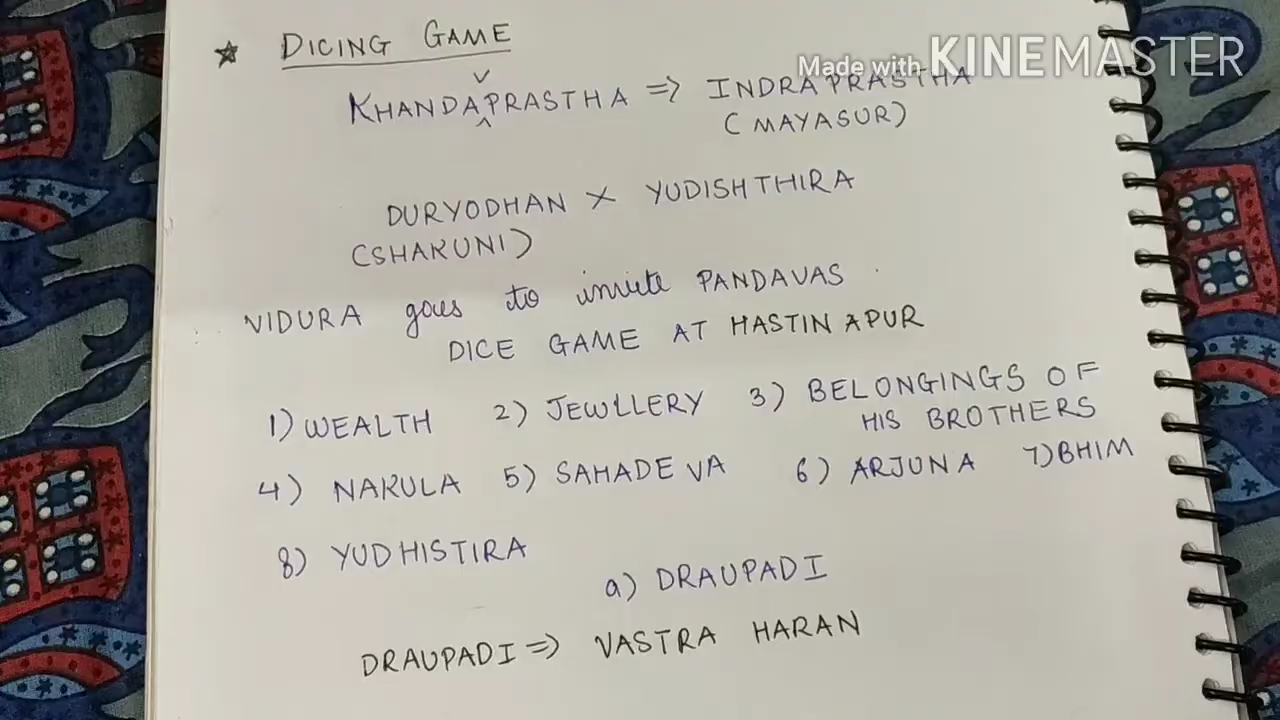 Made with KINEMASTER
☆ DICING GAME
KHANDAVPRASTHA => INDRAPRASTHA
(MAYASUR)
DURYODHAN X YUDISHTHIRA
(SHAKUNI)
VIDURA goes to invite PANDAVAS
DICE GAME AT HASTINAPUR
1) WEALTH 2) JEWLLERY 3) BELONGINGS OF
HIS BROTHERS
4) NAKULA 5) SAHADEVA 6) ARJUNA 7) BHIM
8) YUDHISTIRA
a) DRAUPADI
DRAUPADI => VASTRA HARAN